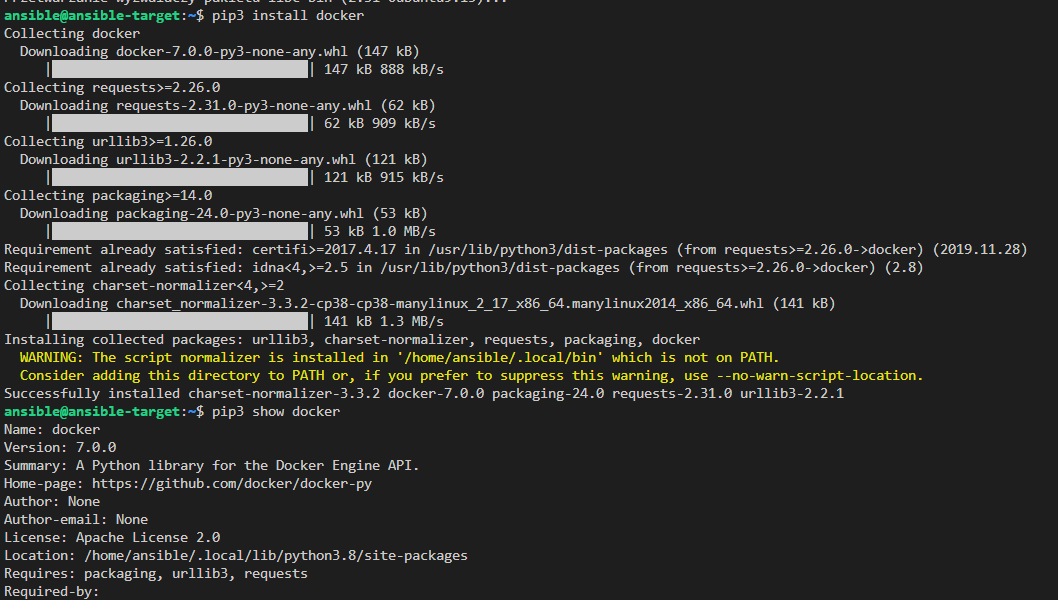 ansible@ansible-target:~$ pip3 install docker
Collecting docker
  Downloading docker-7.0.0-py3-none-any.whl (147 kB)
     |                                | 147 kB 888 kB/s
Collecting requests>=2.26.0
  Downloading requests-2.31.0-py3-none-any.whl (62 kB)
     |                                | 62 kB 909 kB/s
Collecting urllib3>=1.26.0
  Downloading urllib3-2.2.1-py3-none-any.whl (121 kB)
     |                                | 121 kB 915 kB/s
Collecting packaging>=14.0
  Downloading packaging-24.0-py3-none-any.whl (53 kB)
     |                                | 53 kB 1.0 MB/s
Requirement already satisfied: certifi>=2017.4.17 in /usr/lib/python3/dist-packages (from requests>=2.26.0->docker) (2019.11.28)
Requirement already satisfied: idna<4,>=2.5 in /usr/lib/python3/dist-packages (from requests>=2.26.0->docker) (2.8)
Collecting charset-normalizer<4,>=2
  Downloading charset_normalizer-3.3.2-cp38-cp38-manylinux_2_17_x86_64.manylinux2014_x86_64.whl (141 kB)
     |                                | 141 kB 1.3 MB/s
Installing collected packages: urllib3, charset-normalizer, requests, packaging, docker
  WARNING: The script normalizer is installed in '/home/ansible/.local/bin' which is not on PATH.
  Consider adding this directory to PATH or, if you prefer to suppress this warning, use --no-warn-script-location.
Successfully installed charset-normalizer-3.3.2 docker-7.0.0 packaging-24.0 requests-2.31.0 urllib3-2.2.1
ansible@ansible-target:~$ pip3 show docker
Name: docker
Version: 7.0.0
Summary: A Python library for the Docker Engine API.
Home-page: https://github.com/docker/docker-py
Author: None
Author-email: None
License: Apache License 2.0
Location: /home/ansible/.local/lib/python3.8/site-packages
Requires: packaging, urllib3, requests
Required-by: